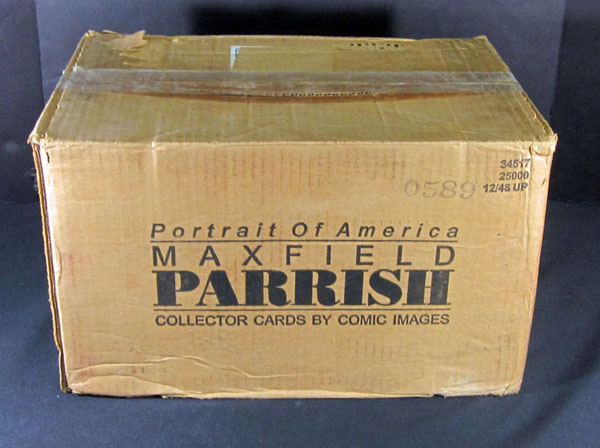 34517
25000
0589 12/48 UP
Portrait Of America
MAXFIELD
PARRISH
COLLECTOR CARDS BY COMIC IMAGES